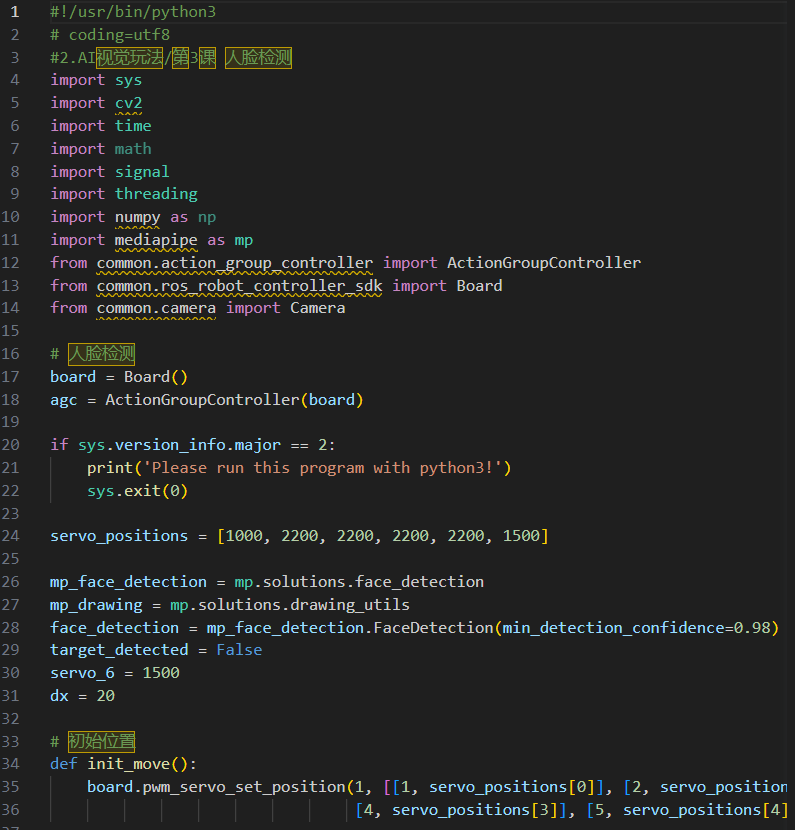 1 #!/usr/bin/python3
2 # coding=utf8
3 #2.AI视觉玩法/第3课 人脸检测
4 import sys
5 import cv2
6 import time
7 import math
8 import signal
9 import threading
10 import numpy as np
11 import mediapipe as mp
12 from common.action_group_controller import ActionGroupController
13 from common.ros_robot_controller_sdk import Board
14 from common.camera import Camera
15
16 # 人脸检测
17 board = Board()
18 agc = ActionGroupController(board)
19
20 if sys.version_info.major == 2:
21     print('Please run this program with python3!')
22     sys.exit(0)
23
24 servo_positions = [1000, 2200, 2200, 2200, 2200, 1500]
25
26 mp_face_detection = mp.solutions.face_detection
27 mp_drawing = mp.solutions.drawing_utils
28 face_detection = mp_face_detection.FaceDetection(min_detection_confidence=0.98)
29 target_detected = False
30 servo_6 = 1500
31 dx = 20
32
33 # 初始位置
34 def init_move():
35     board.pwm_servo_set_position(1, [[1, servo_positions[0]], [2, servo_position
36                                  [4, servo_positions[3]], [5, servo_positions[4]